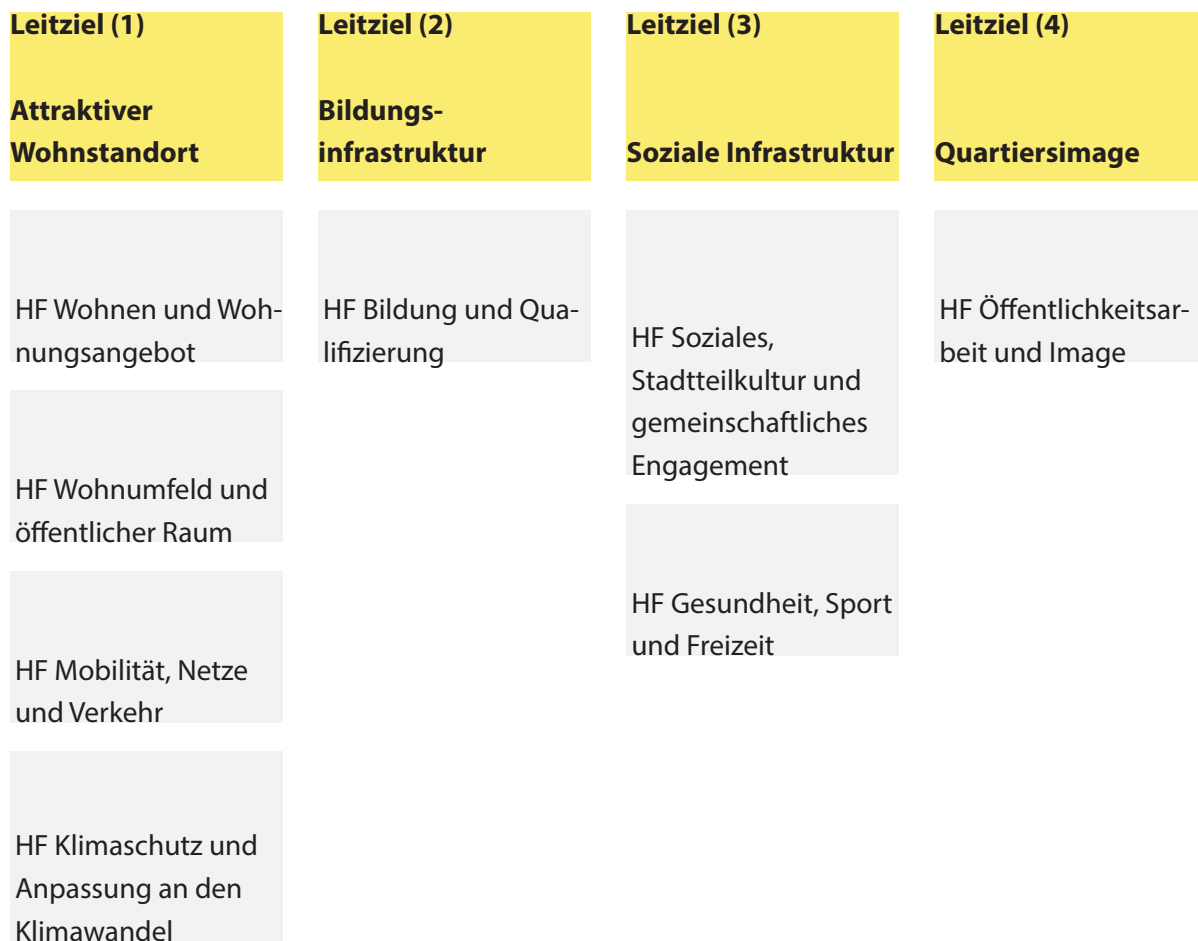 Leitziel (1)
Attraktiver
Wohnstandort
HF Wohnen und Woh-
nungsangebot
HF Wohnumfeld und
öffentlicher Raum
HF Mobilität, Netze
und Verkehr
HF Klimaschutz und
Anpassung an den
Klimawandel
Leitziel (2)
Bildungs-
infrastruktur
HF Bildung und Qua-
lifizierung
Leitziel (3)
Soziale Infrastruktur
HF Soziales,
Stadtteilkultur und
gemeinschaftliches
Engagement
HF Gesundheit, Sport
und Freizeit
Leitziel (4)
Quartiersimage
HF Öffentlichkeitsar-
beit und Image